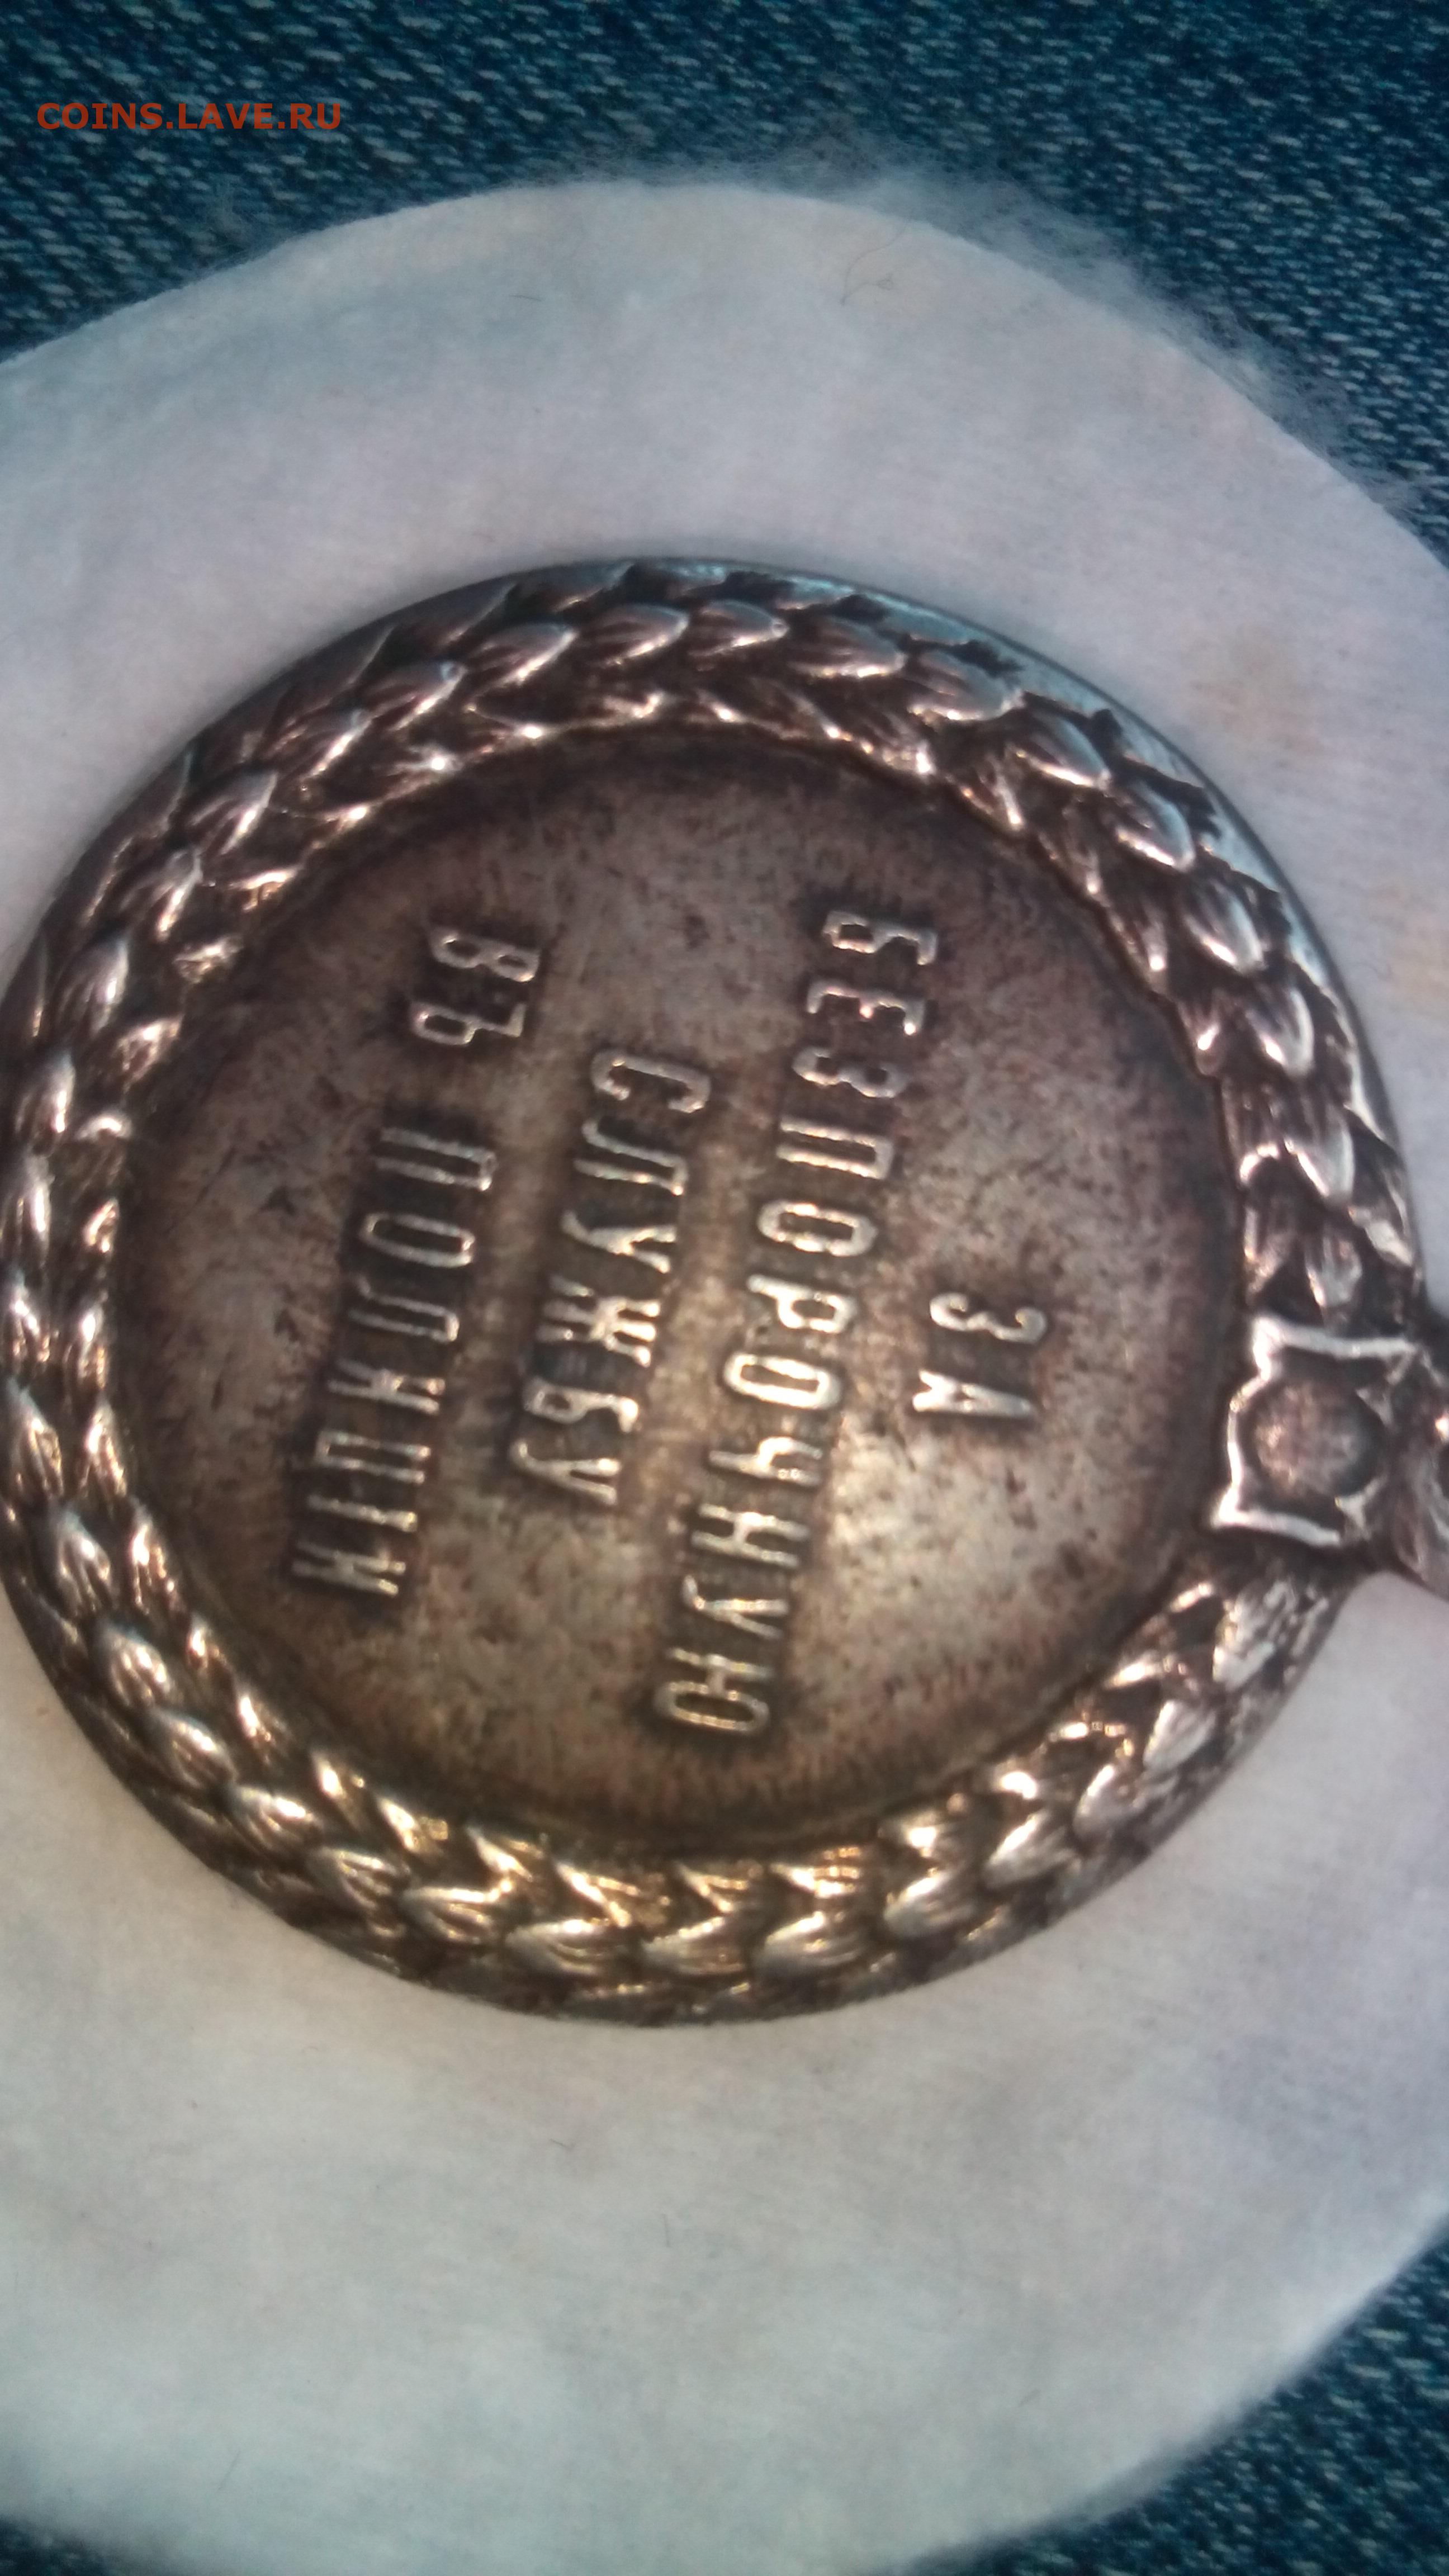 COINS.LAVE.RU
ЗА
БЕЗПОРОЧНУЮ
СЛУЖБУ
ВЪ ПОЛИЦІИ